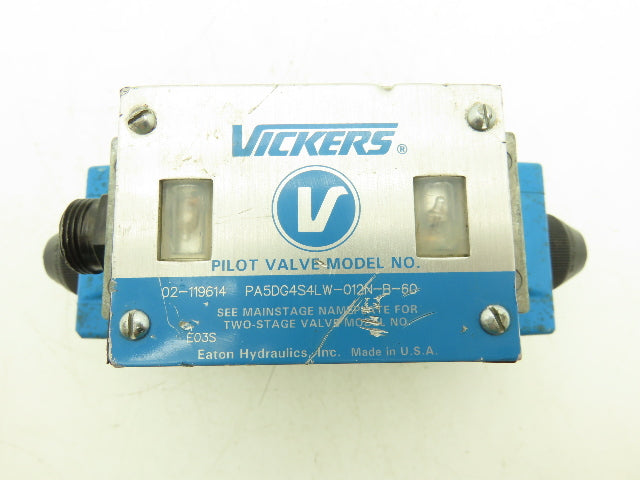 VICKERS®
V
PILOT VALVE MODEL NO.
02-119614 PA5DG4S4LW-012N-B-60
SEE MAINSTAGE NAMEPLATE FOR
TWO-STAGE VALVE MODEL NO.
E03S
Eaton Hydraulics, Inc. Made in U.S.A.